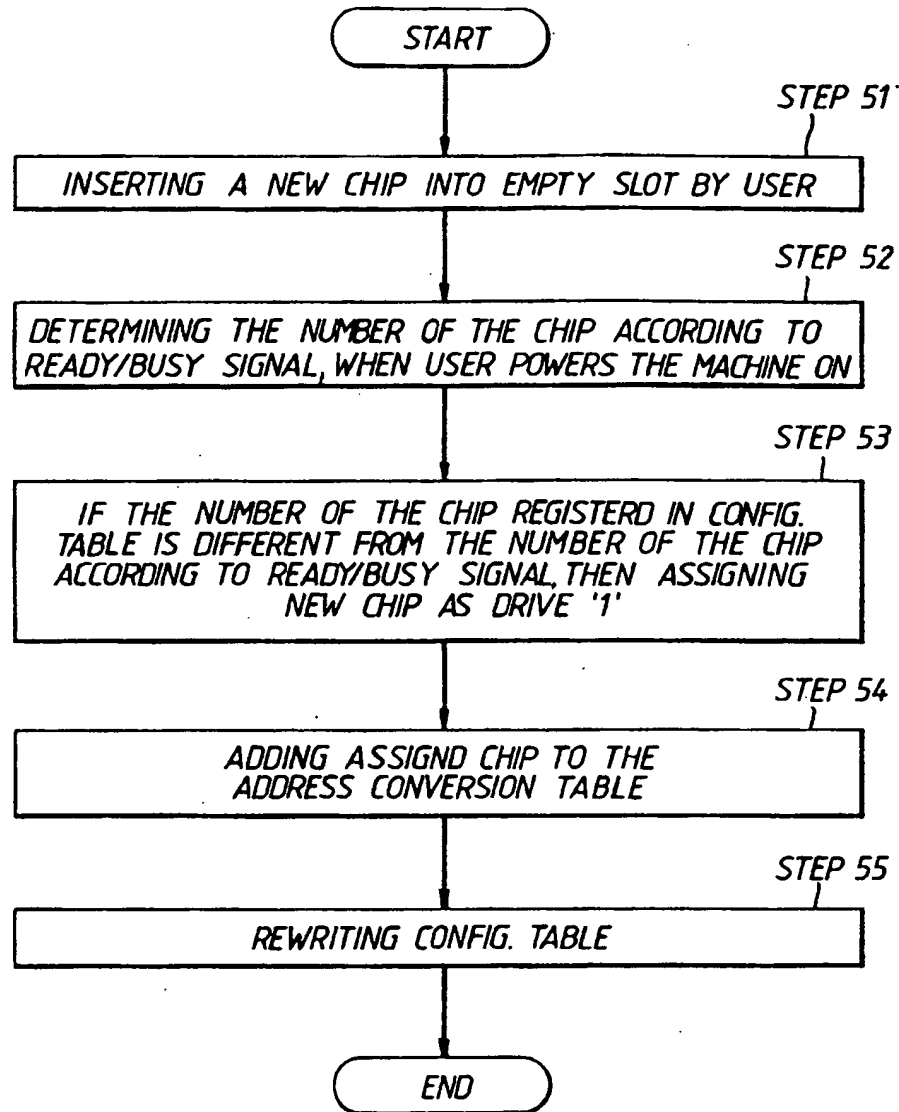 START
STEP 51
INSERTING A NEW CHIP INTO EMPTY SLOT BY USER
STEP 52
DETERMINING THE NUMBER OF THE CHIP ACCORDING TO
READY/BUSY SIGNAL, WHEN USER POWERS THE MACHINE ON
STEP 53
IF THE NUMBER OF THE CHIP REGISTERD IN CONFIG.
TABLE IS DIFFERENT FROM THE NUMBER OF THE CHIP
ACCORDING TO READY/BUSY SIGNAL, THEN ASSIGNING
NEW CHIP AS DRIVE '1'
STEP 54
ADDING ASSIGND CHIP TO THE
ADDRESS CONVERSION TABLE
STEP 55
REWRITING CONFIG. TABLE
END